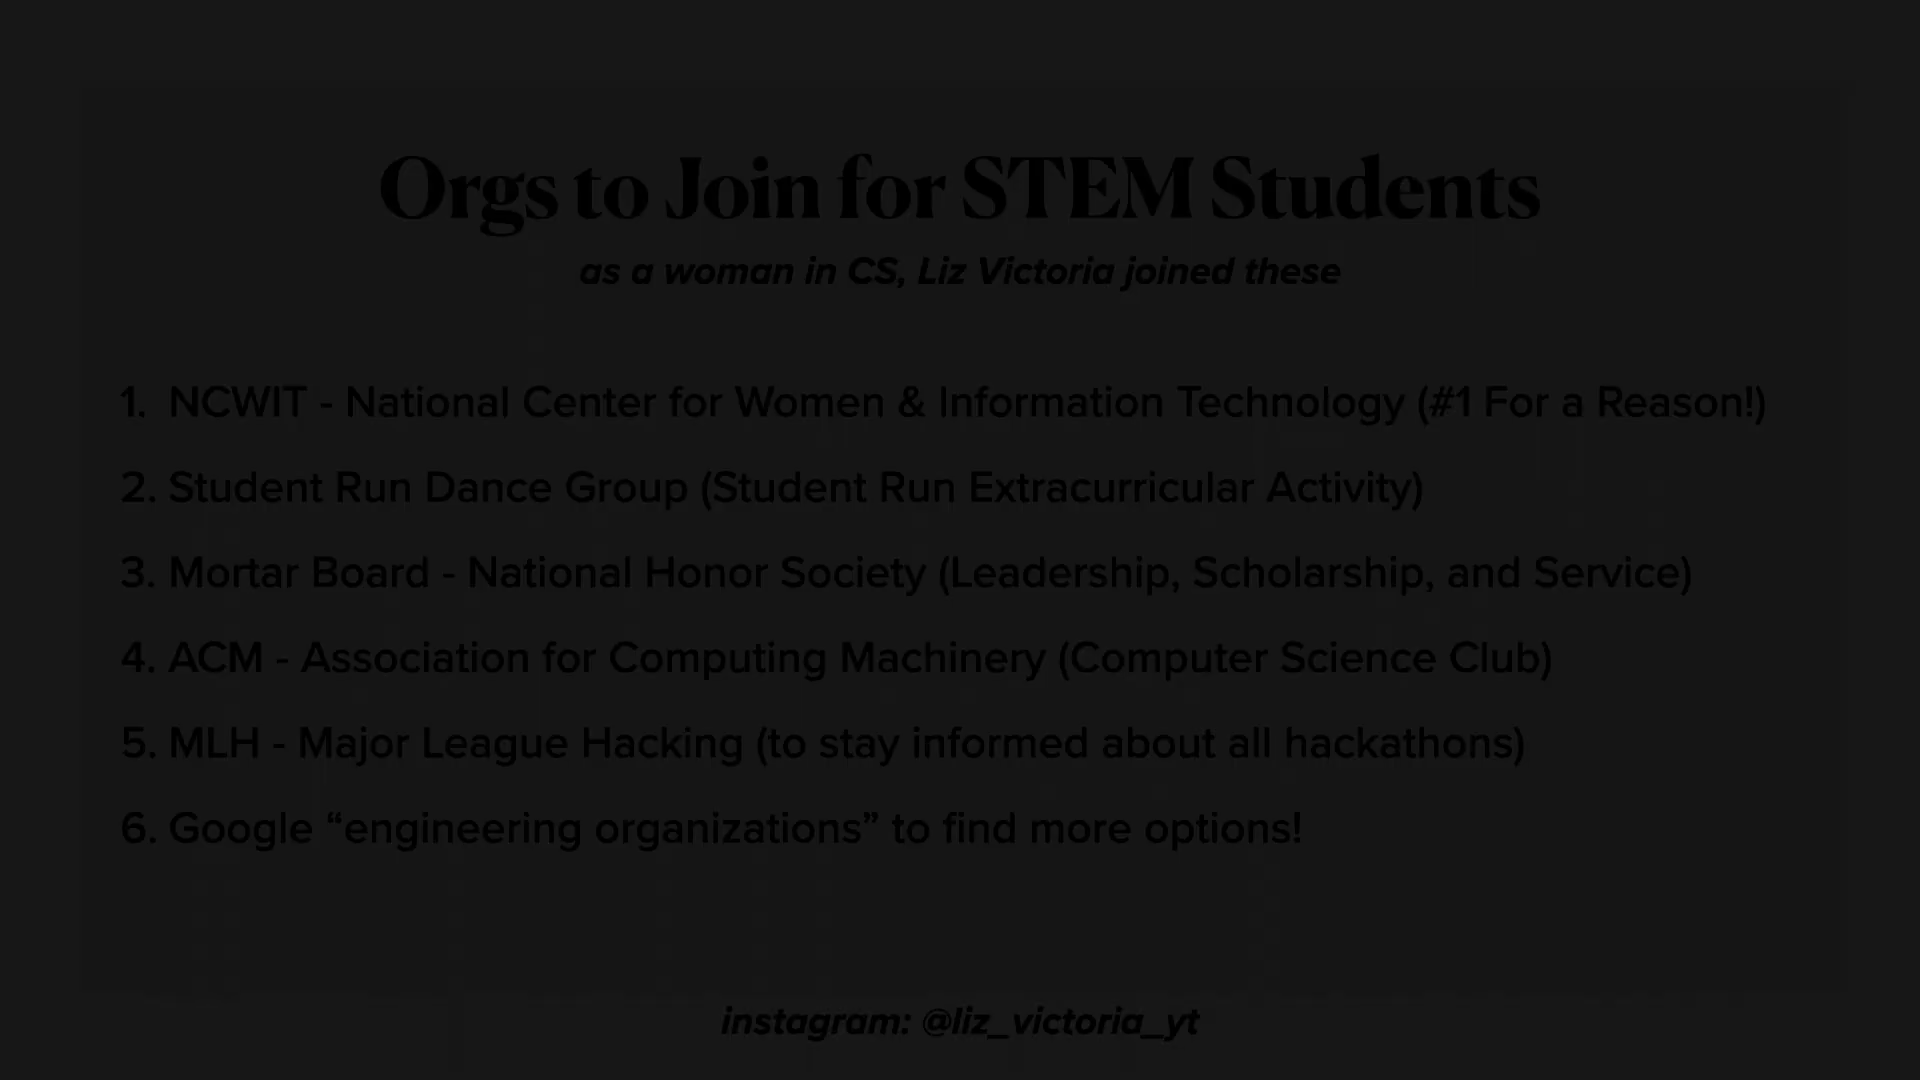 Orgs to Join for STEM Students
as a woman in CS, Liz Victoria joined these
1. NCWIT - National Center for Women & Information Technology (#1 For a Reason!)
2. Student Run Dance Group (Student Run Extracurricular Activity)
3. Mortar Board - National Honor Society (Leadership, Scholarship, and Service)
4. ACM - Association for Computing Machinery (Computer Science Club)
5. MLH - Major League Hacking (to stay informed about all hackathons)
6. Google “engineering organizations” to find more options!
instagram: @liz_victoria_yt